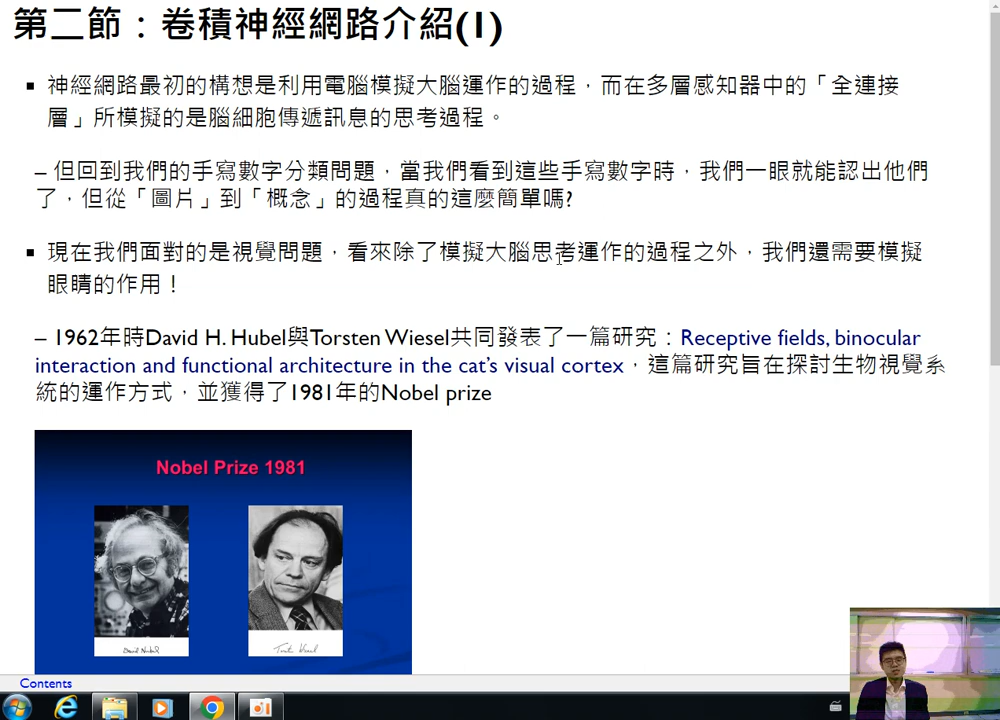 第二節：卷積神經網路介紹(1)
▪ 神經網路最初的構想是利用電腦模擬大腦運作的過程，而在多層感知器中的「全連接
層」所模擬的是腦細胞傳遞訊息的思考過程。
– 但回到我們的手寫數字分類問題，當我們看到這些手寫數字時，我們一眼就能認出他們
了，但從「圖片」到「概念」的過程真的這麼簡單嗎?
▪ 現在我們面對的是視覺問題，看來除了模擬大腦思考運作的過程之外，我們還需要模擬
眼睛的作用！
– 1962年時David H. Hubel與Torsten Wiesel共同發表了一篇研究：Receptive fields, binocular
interaction and functional architecture in the cat’s visual cortex，這篇研究旨在探討生物視覺系
統的運作方式，並獲得了1981年的Nobel prize
Nobel Prize 1981
Contents